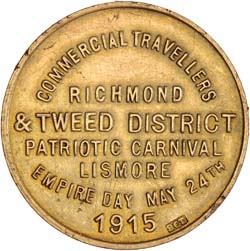 COMMERCIAL TRAVELLERS
RICHMOND
& TWEED DISTRICT
PATRIOTIC CARNIVAL
LISMORE
EMPIRE DAY MAY 24TH
1915